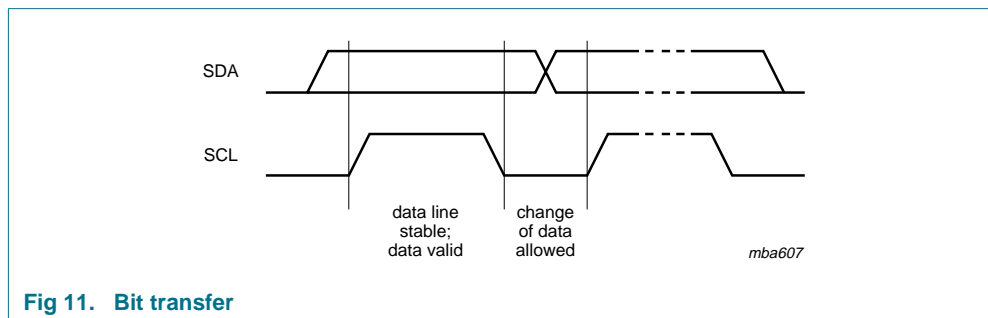 SDA
SCL
data line
stable;
data valid
change
of data
allowed
mba607
Fig 11. Bit transfer